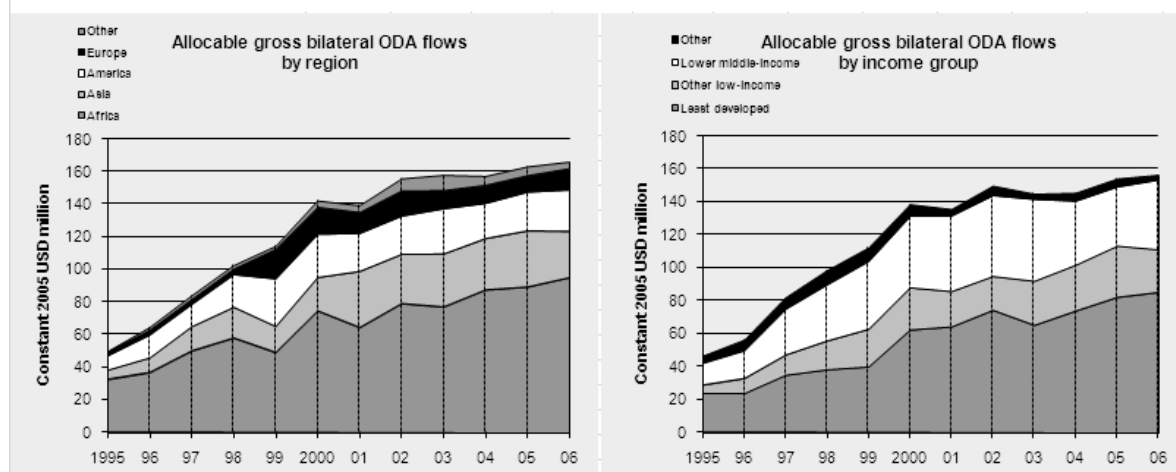 Other
Europe
America
Asia
Africa
Allocable gross bilateral ODA flows
by region
Constant 2005 USD million
180
160
140
120
100
80
60
40
20
0
1995 96 97 98 99 2000 01 02 03 04 05 06
Other
Lower middle-income
Other low-income
Least developed
Allocable gross bilateral ODA flows
by income group
Constant 2005 USD million
180
160
140
120
100
80
60
40
20
0
1995 96 97 98 99 2000 01 02 03 04 05 06